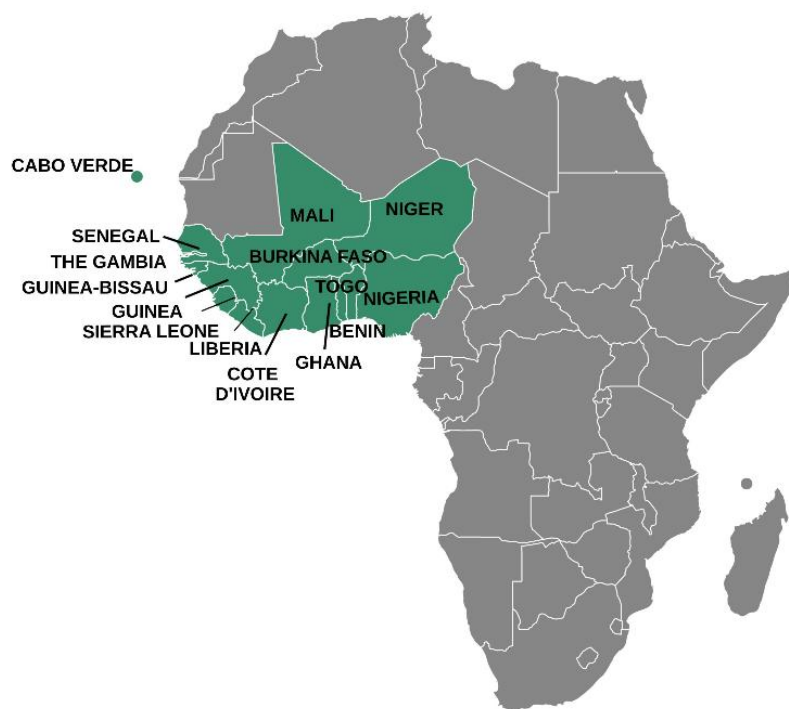 CABO VERDE
MALI
NIGER
SENEGAL
BURKINA FASO
THE GAMBIA
GUINEA-BISSAU
TOGO
NIGERIA
GUINEA
SIERRA LEONE
BENIN
LIBERIA
GHANA
COTE
D'IVOIRE